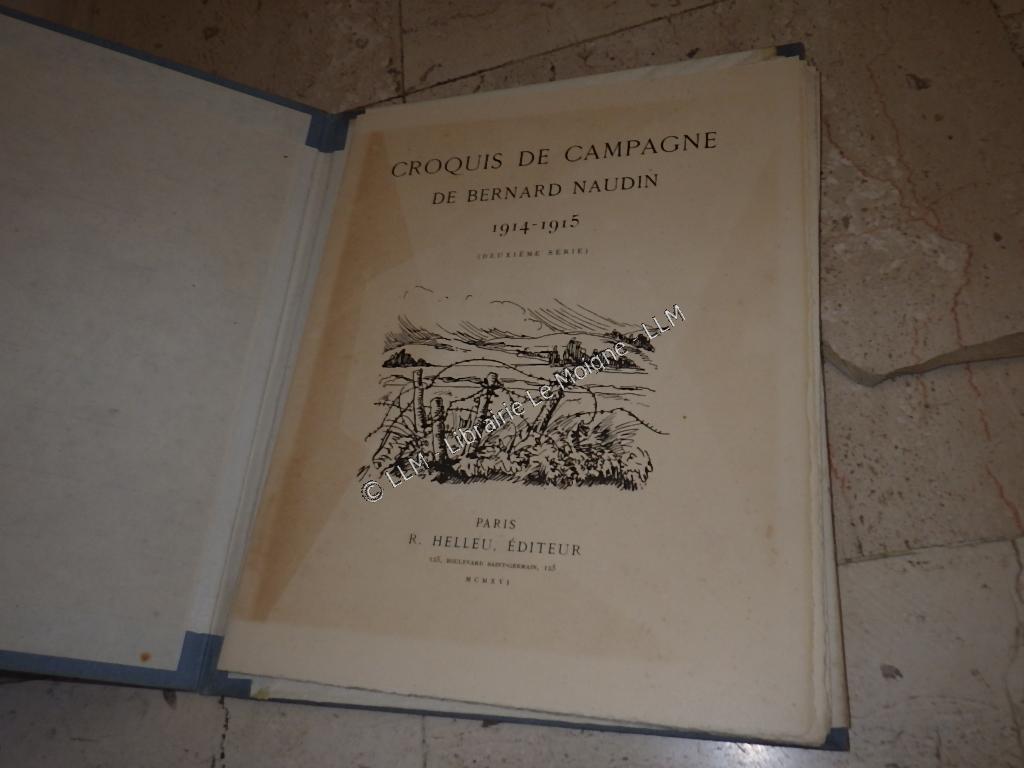 CROQUIS DE CAMPAGNE
DE BERNARD NAUDIN
1914-1915
(DEUXIÈME SÉRIE)
© LLM - Librairie Le Moigne - LLM
PARIS
R. HELLEU, ÉDITEUR
125, BOULEVARD SAINT-GERMAIN, 125
MCMXVI